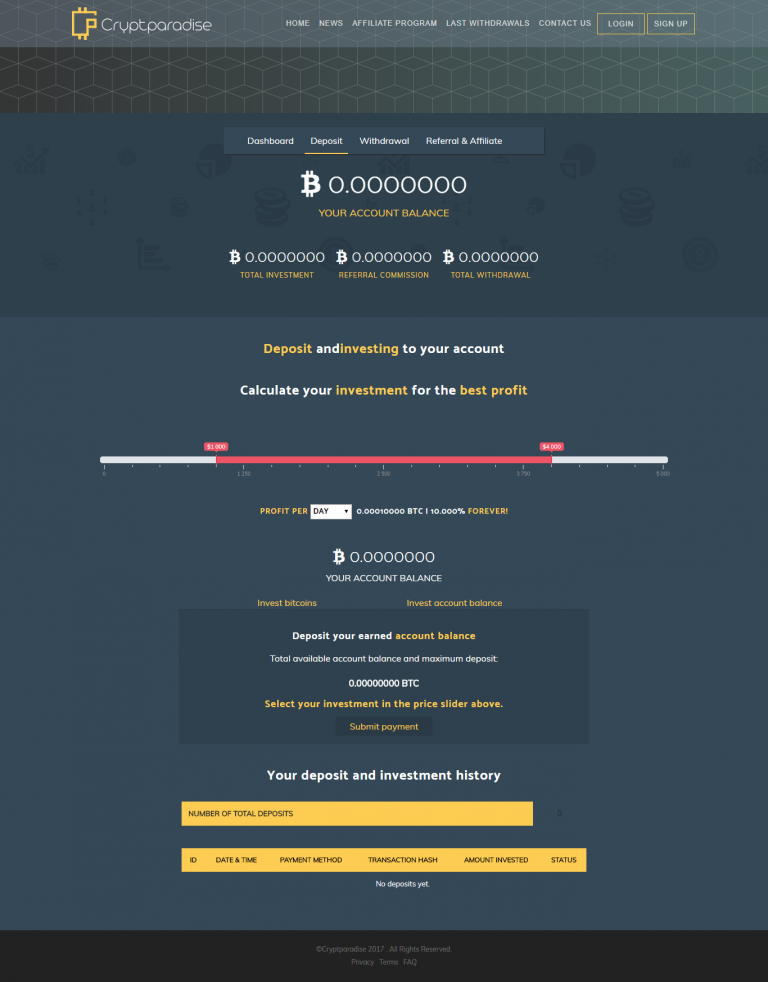 Cryptparadise
HOME NEWS AFFILIATE PROGRAM LAST WITHDRAWALS CONTACT US LOGIN SIGN UP
Dashboard Deposit Withdrawal Referral & Affiliate
0.0000000
YOUR ACCOUNT BALANCE
0.0000000 0.0000000 0.0000000
TOTAL INVESTMENT REFERRAL COMMISSION TOTAL WITHDRAWAL
Deposit andinvesting to your account
Calculate your investment for the best profit
$1 000 $4 000
0 1 250 2 500 3 750 5 000
PROFIT PER DAY 0.00010000 BTC | 10.000% FOREVER!
0.0000000
YOUR ACCOUNT BALANCE
Invest bitcoins Invest account balance
Deposit your earned account balance
Total available account balance and maximum deposit:
0.00000000 BTC
Select your investment in the price slider above.
Submit payment
Your deposit and investment history
NUMBER OF TOTAL DEPOSITS 0
ID DATE & TIME PAYMENT METHOD TRANSACTION HASH AMOUNT INVESTED STATUS
No deposits yet.
©Cryptparadise 2017 . All Rights Reserved.
Privacy Terms FAQ